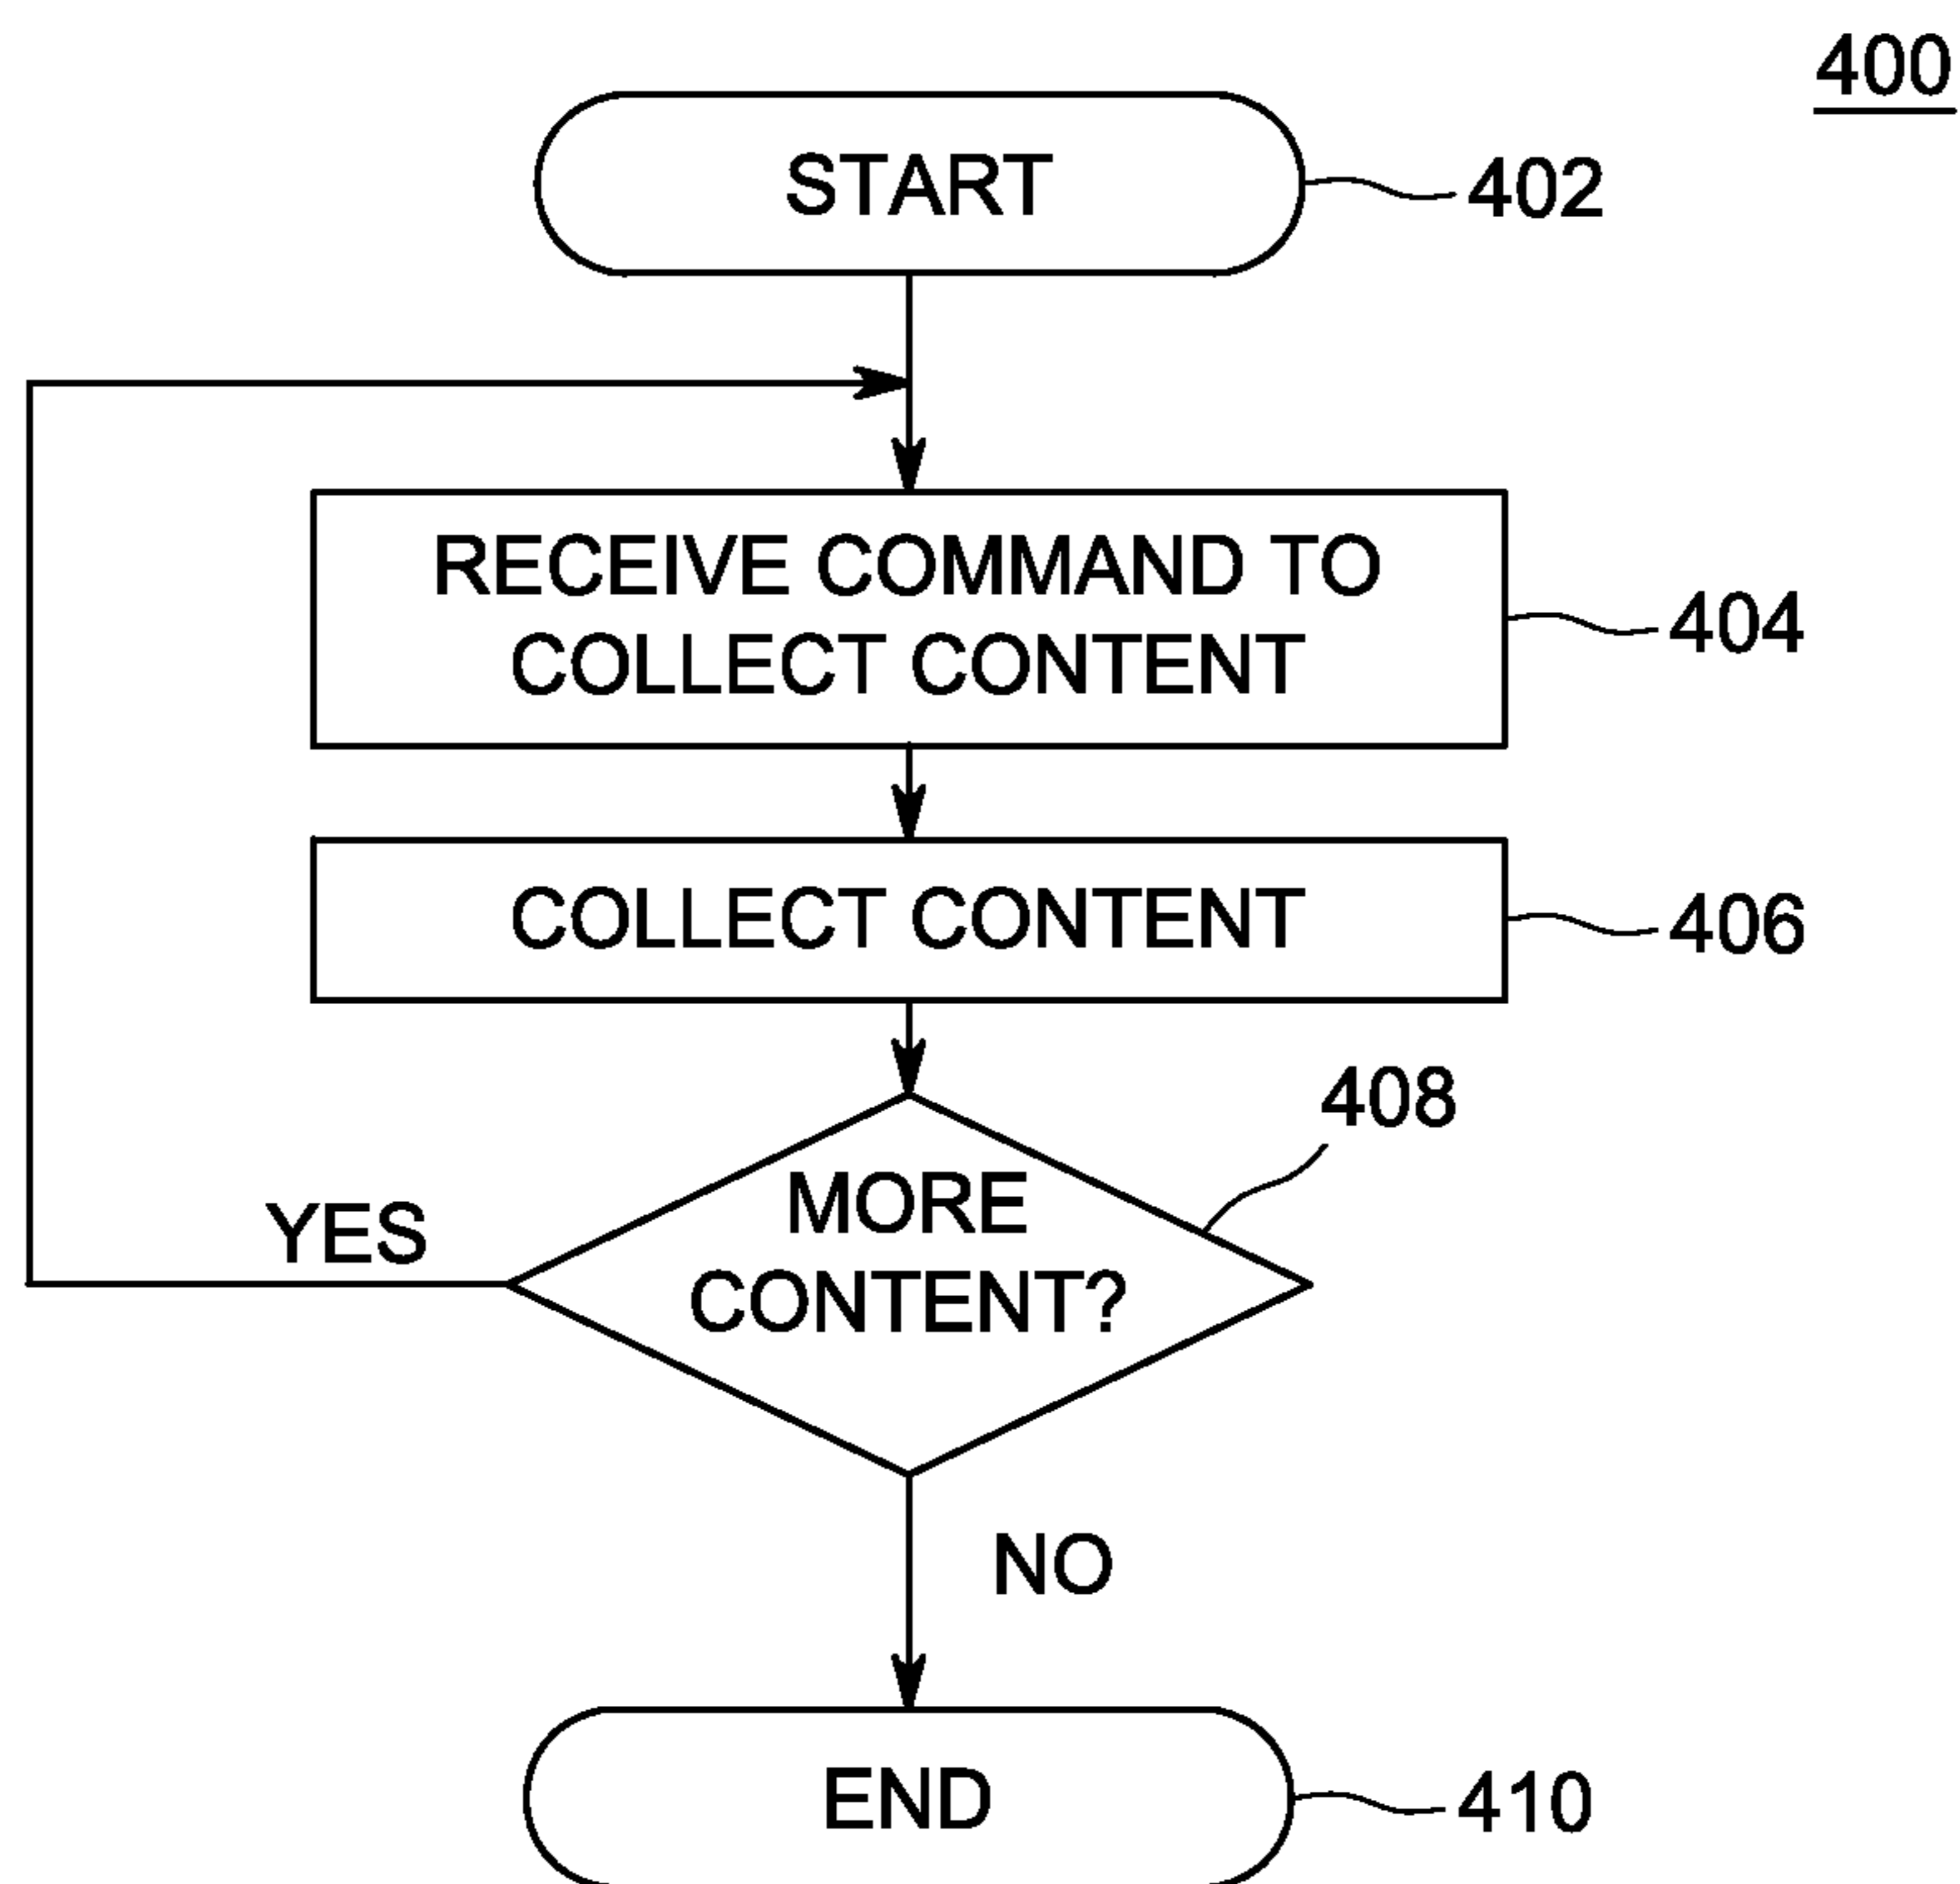 400
START
402
RECEIVE COMMAND TO
COLLECT CONTENT
404
COLLECT CONTENT
406
408
MORE
CONTENT?
YES
NO
END
410